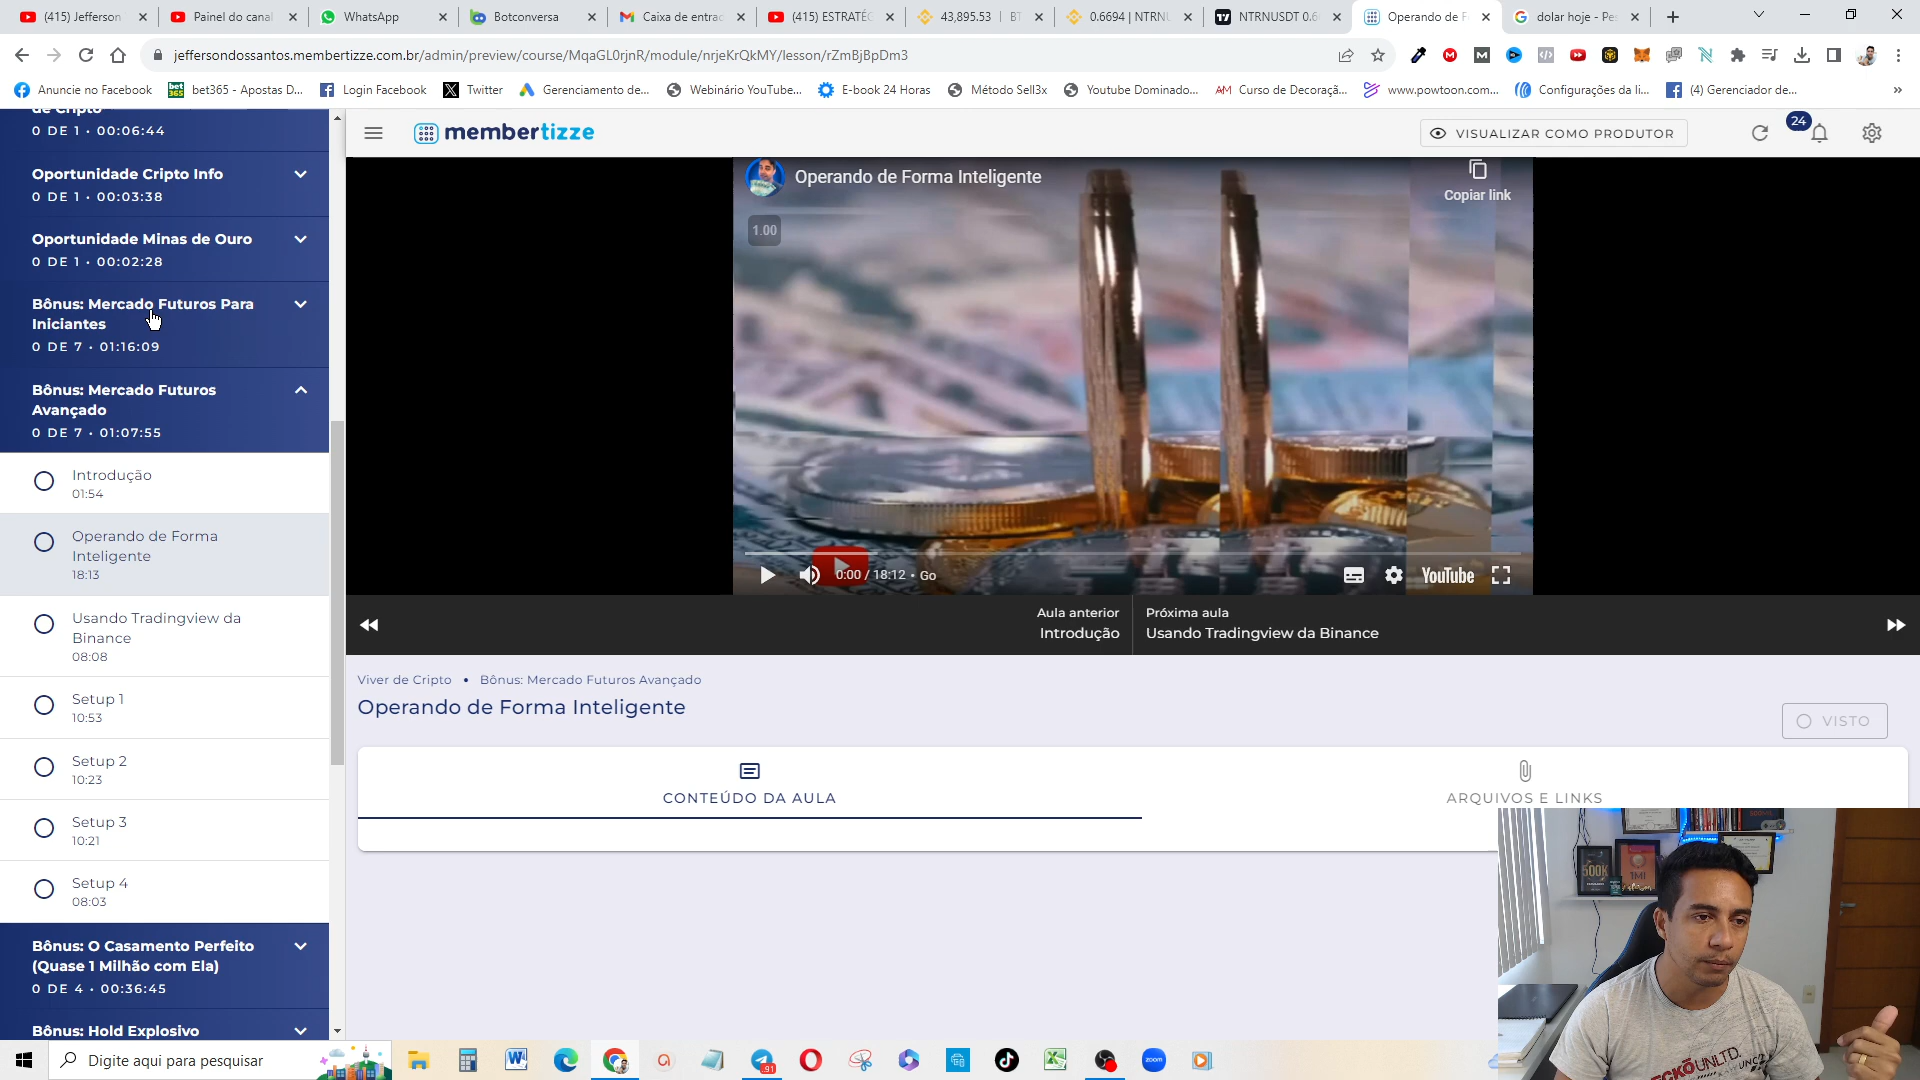 (415) Jefferson
Painel do canal
WhatsApp
Botconversa
Caixa de entrad
(415) ESTRATÉG
43,895.53 | BT
0.6694 | NTRNU
NTRNUSDT 0.6
Operando de F
dolar hoje - Pes
jeffersondossantos.membertizze.com.br/admin/preview/course/MqaGL0rjnR/module/nrjeKrQkMY/lesson/rZmBjBpDm3
Anuncie no Facebook
bet365 - Apostas D...
Login Facebook
Twitter
Gerenciamento de...
Webinário YouTube...
E-book 24 Horas
Método Sell3x
Youtube Dominado...
Curso de Decoraçã...
www.powtoon.com...
Configurações da li...
(4) Gerenciador de...
»
de Cripto
0 DE 1 • 00:06:44
Oportunidade Cripto Info
0 DE 1 • 00:03:38
Oportunidade Minas de Ouro
0 DE 1 • 00:02:28
Bônus: Mercado Futuros Para
Iniciantes
0 DE 7 • 01:16:09
Bônus: Mercado Futuros
Avançado
0 DE 7 • 01:07:55
Introdução
01:54
Operando de Forma
Inteligente
18:13
Usando Tradingview da
Binance
08:08
Setup 1
10:53
Setup 2
10:23
Setup 3
10:21
Setup 4
08:03
Bônus: O Casamento Perfeito
(Quase 1 Milhão com Ela)
0 DE 4 • 00:36:45
Bônus: Hold Explosivo
membertizze
VISUALIZAR COMO PRODUTOR
24
Operando de Forma Inteligente
Copiar link
1.00
0:00 / 18:12 • Go
YouTube
Aula anterior
Introdução
Próxima aula
Usando Tradingview da Binance
Viver de Cripto • Bônus: Mercado Futuros Avançado
Operando de Forma Inteligente
VISTO
CONTEÚDO DA AULA
ARQUIVOS E LINKS
500K
1MI
Digite aqui para pesquisar
91
zoom